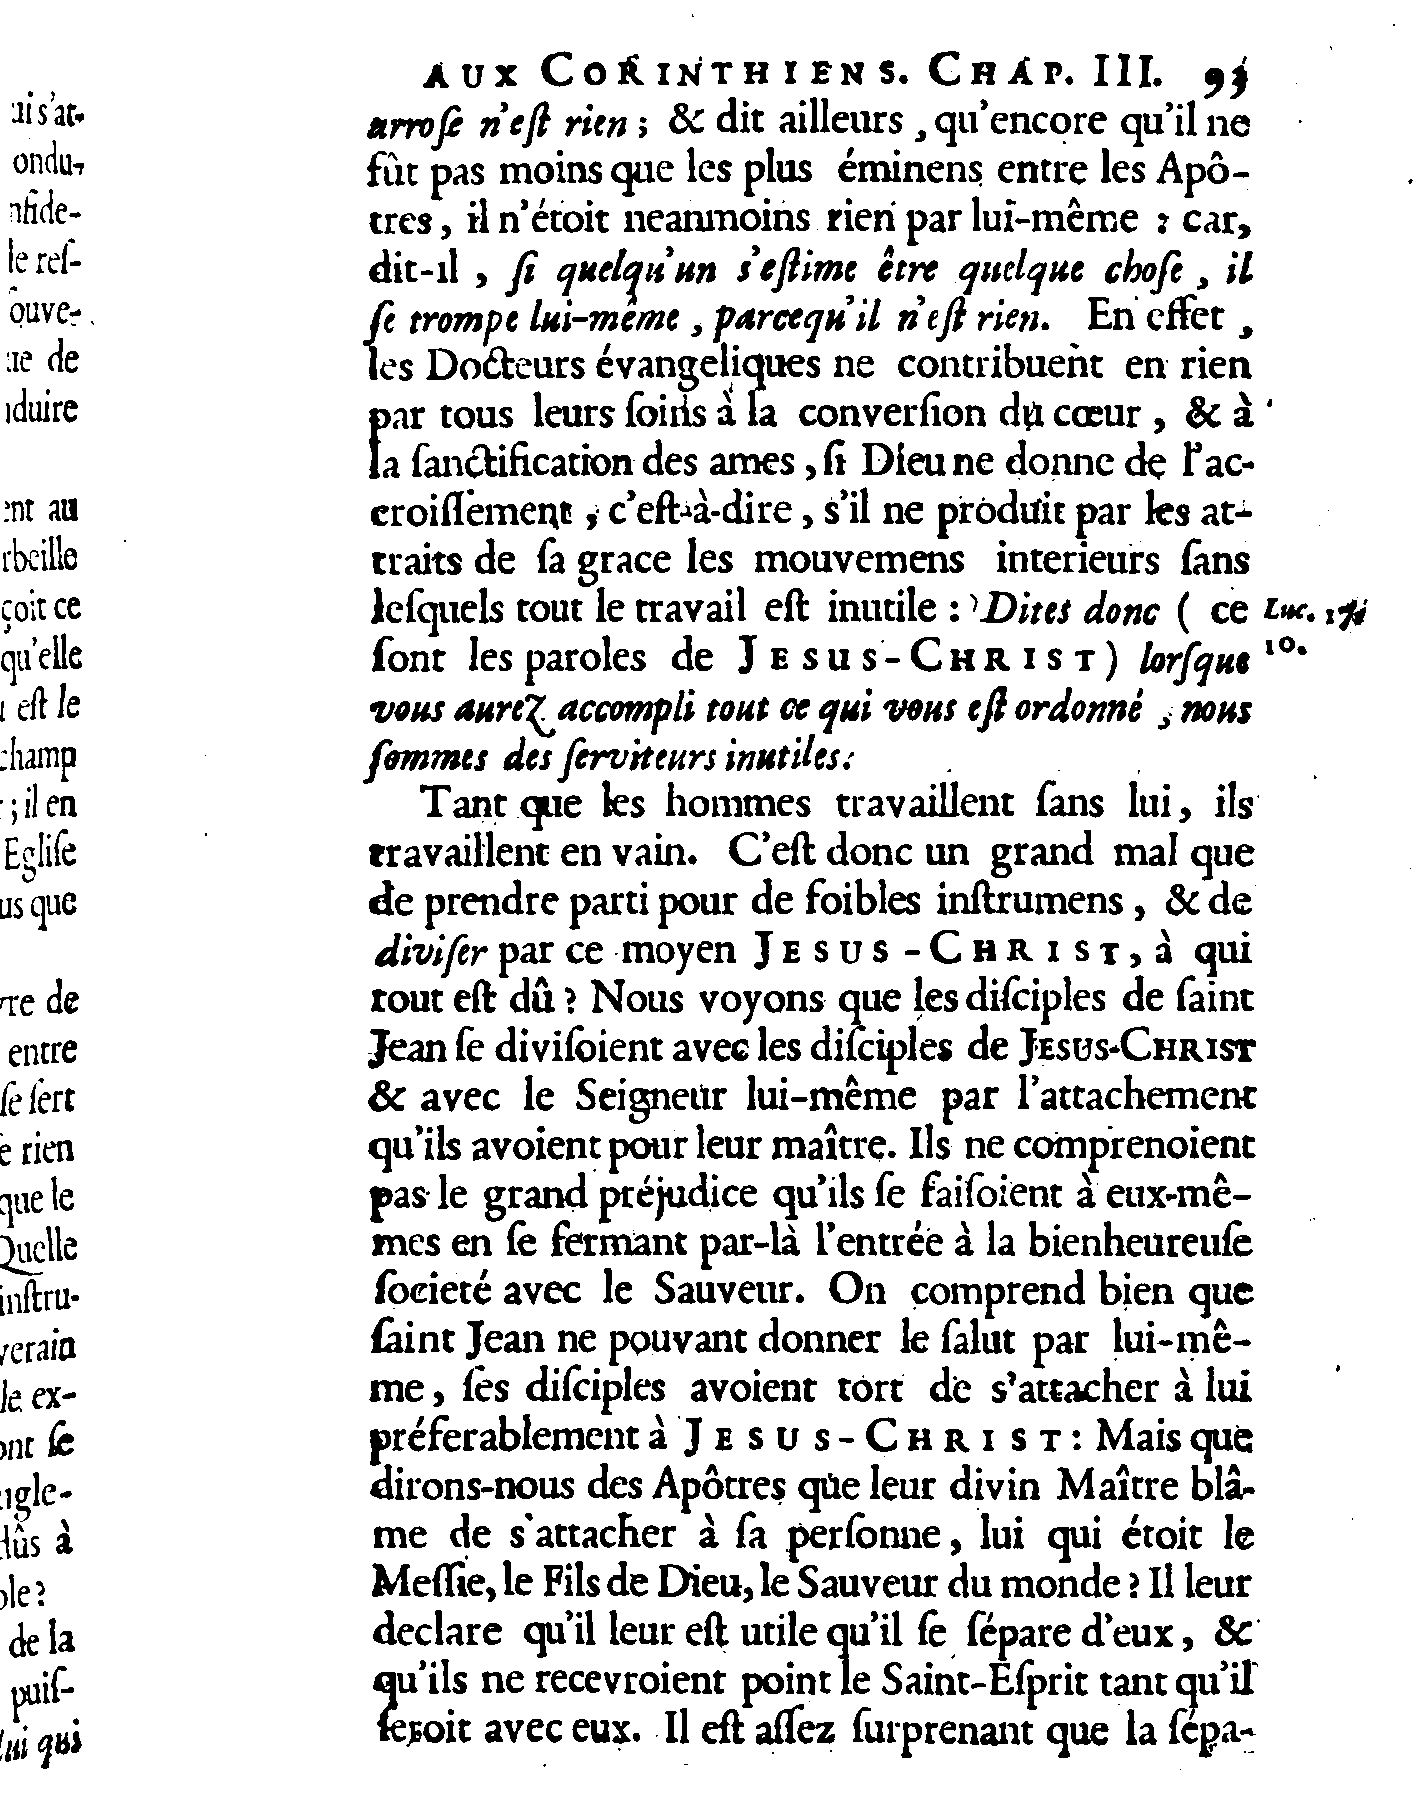 AUX CORINTHIENS. CHAP. III. 93
arroſe n'eſt rien ; & dit ailleurs, qu'encore qu'il ne
fût pas moins que les plus éminens entre les Apô-
tres, il n'étoit neanmoins rien par lui-même : car,
dit-il, ſi quelqu'un s'eſtime être quelque choſe, il
ſe trompe lui-même, parcequ'il n'eſt rien. En effet,
les Docteurs évangeliques ne contribuent en rien
par tous leurs ſoins à la converſion du cœur, & à
la ſanctification des ames, ſi Dieu ne donne de l'ac-
croiſſement, c'eſt-à-dire, s'il ne produit par les at-
traits de ſa grace les mouvemens interieurs ſans
leſquels tout le travail eſt inutile : Dites donc ( ce
ſont les paroles de JESUS-CHRIST) lorſque
vous aurez accompli tout ce qui vous eſt ordonné, nous
ſommes des ſerviteurs inutiles.
Luc. 17.
10.
Tant que les hommes travaillent ſans lui, ils
travaillent en vain. C'eſt donc un grand mal que
de prendre parti pour de foibles inſtrumens, & de
diviſer par ce moyen JESUS-CHRIST, à qui
tout eſt dû ? Nous voyons que les diſciples de ſaint
Jean ſe diviſoient avec les diſciples de JESUS-CHRIST
& avec le Seigneur lui-même par l'attachement
qu'ils avoient pour leur maître. Ils ne comprenoient
pas le grand préjudice qu'ils ſe faiſoient à eux-mê-
mes en ſe fermant par-là l'entrée à la bienheureuſe
ſocieté avec le Sauveur. On comprend bien que
ſaint Jean ne pouvant donner le ſalut par lui-mê-
me, ſes diſciples avoient tort de s'attacher à lui
préferablement à JESUS-CHRIST : Mais que
dirons-nous des Apôtres que leur divin Maître blâ-
me de s'attacher à ſa perſonne, lui qui étoit le
Meſſie, le Fils de Dieu, le Sauveur du monde ? Il leur
declare qu'il leur eſt utile qu'il ſe ſépare d'eux, &
qu'ils ne recevroient point le Saint-Eſprit tant qu'il
ſeroit avec eux. Il eſt aſſez ſurprenant que la ſépa-
ui s'at-
ondu-
nſide-
le reſ-
ouve-
ue de
nduire
ent au
rbeille
çoit ce
qu'elle
eſt le
champ
; il en
Egliſe
us que
re de
entre
ſe ſert
e rien
que le
Quelle
inſtru-
verain
le ex-
ont ſe
ugle-
dûs à
ole ?
de la
puiſ-
lui qui